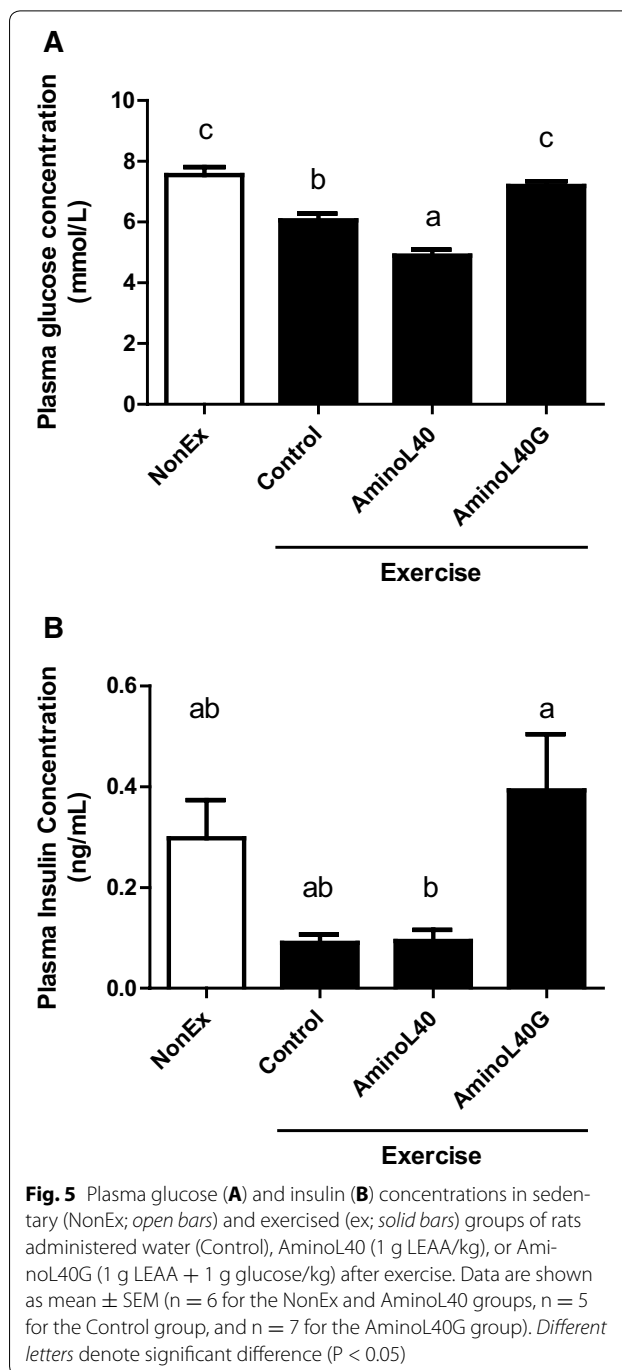 A
Plasma glucose concentration
(mmol/L)
10
8
6
4
2
0
c
b
a
c
NonEx
Control
AminoL40
AminoL40G
Exercise
B
Plasma Insulin Concentration
(ng/mL)
0.6
0.4
0.2
0.0
ab
ab
b
a
NonEx
Control
AminoL40
AminoL40G
Exercise
Fig. 5 Plasma glucose (A) and insulin (B) concentrations in seden-
tary (NonEx; open bars) and exercised (ex; solid bars) groups of rats
administered water (Control), AminoL40 (1 g LEAA/kg), or Ami-
noL40G (1 g LEAA + 1 g glucose/kg) after exercise. Data are shown
as mean ± SEM (n = 6 for the NonEx and AminoL40 groups, n = 5
for the Control group, and n = 7 for the AminoL40G group). Different
letters denote significant difference (P < 0.05)